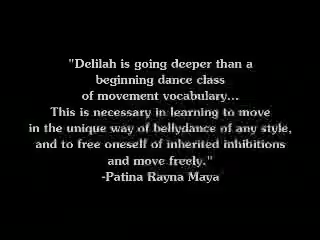 "Delilah is going deeper than a
beginning dance class
of movement vocabulary...
This is necessary in learning to move
in the unique way of bellydance of any style,
and to free oneself of inherited inhibitions
and move freely."
-Patina Rayna Maya